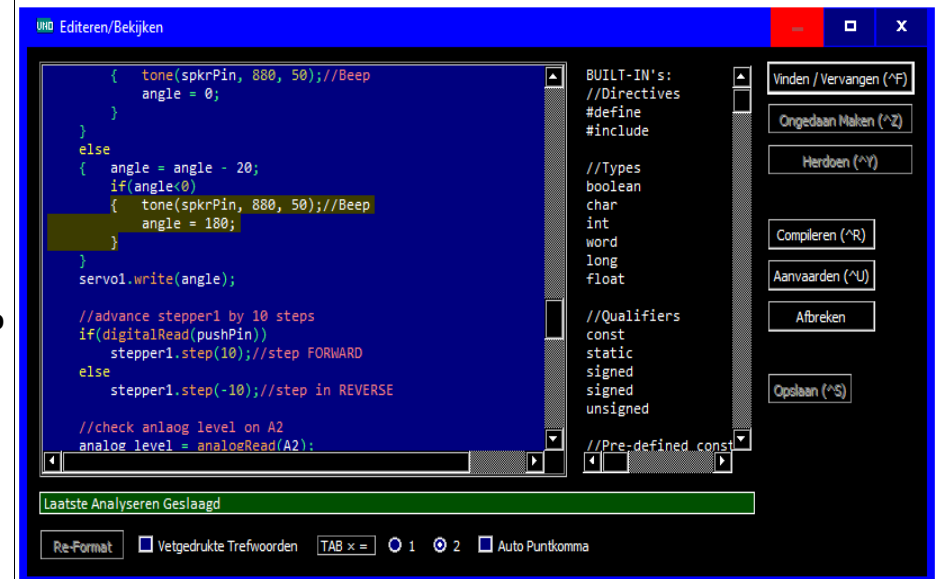 UNO Editeren/Bekijken
{   tone(spkrPin, 880, 50);//Beep
angle = 0;
}
}
else
{   angle = angle - 20;
if(angle<0)
{   tone(spkrPin, 880, 50);//Beep
angle = 180;
}
}
servo1.write(angle);
//advance stepper1 by 10 steps
if(digitalRead(pushPin))
stepper1.step(10);//step FORWARD
else
stepper1.step(-10);//step in REVERSE
//check anlaog level on A2
analog_level = analogRead(A2);
BUILT-IN's:
//Directives
#define
#include
//Types
boolean
char
int
word
long
float
//Qualifiers
const
static
signed
signed
unsigned
//Pre-defined const
Vinden / Vervangen (^F)
Ongedaan Maken (^Z)
Herdoen (^Y)
Compileren (^R)
Aanvaarden (^U)
Afbreken
Opslaan (^S)
Laatste Analyseren Geslaagd
Re-Format Vetgedrukte Trefwoorden TAB × = 1 2 Auto Puntkomma